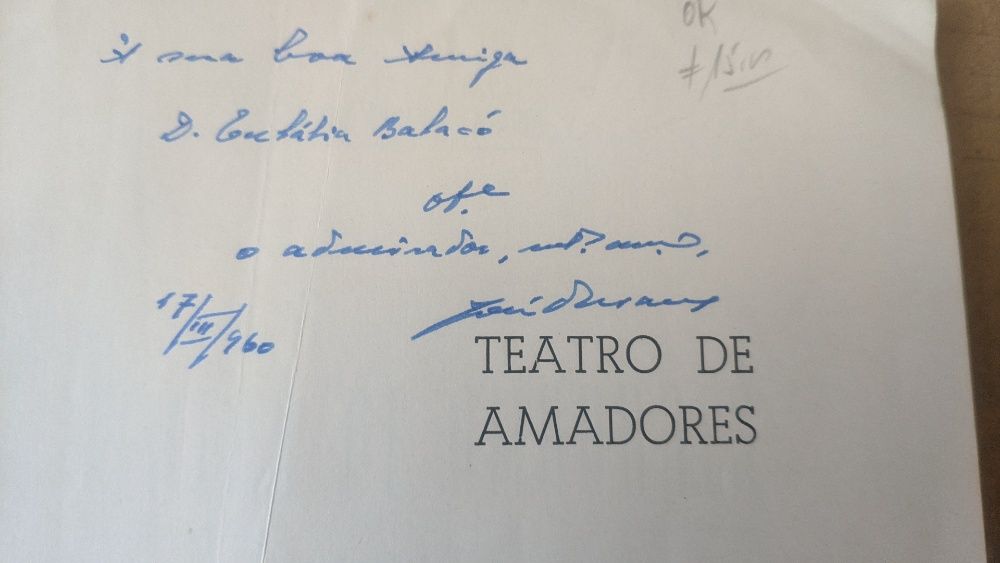 OK
À sua boa Amiga
D. Eulália Balacó
of.e
o admirador, mt.º am.º,
17/III/960
TEATRO DE
AMADORES